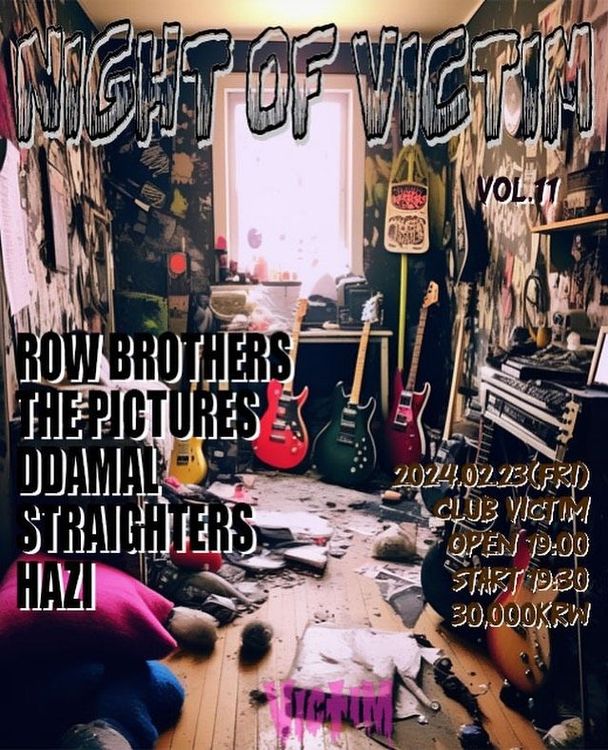 NIGHT OF VICTIM
VOL.11
ROW BROTHERS
THE PICTURES
DDAMAL
STRAIGHTERS
HAZI
2024.02.23(FRI)
CLUB VICTIM
OPEN 19:00
START 19:30
30,000KRW
VICTIM